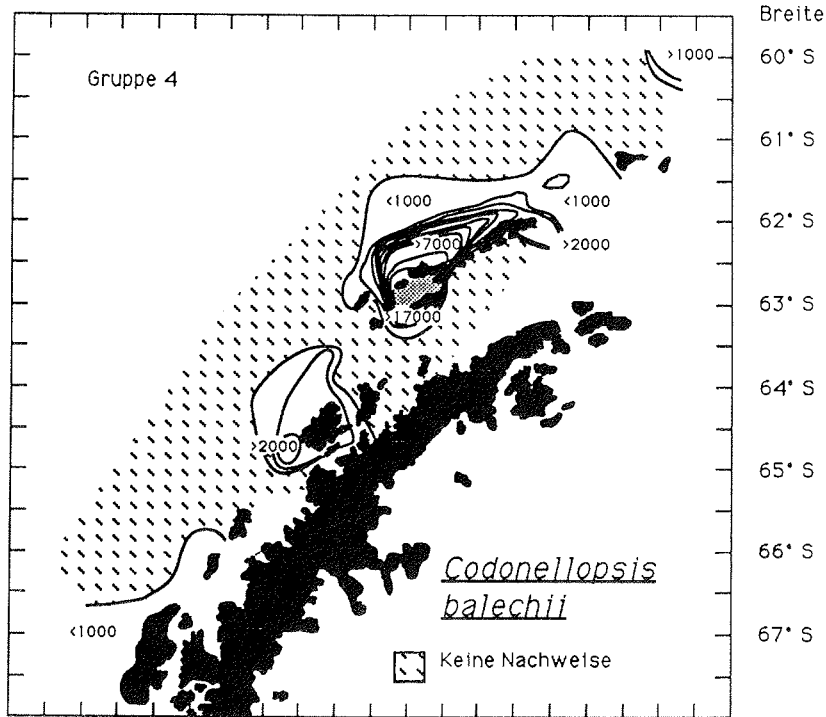 Breite
>1000
60° S
Gruppe 4
61° S
<1000
<1000
62° S
>7000
>2000
63° S
>17000
64° S
>2000
65° S
66° S
Codonellopsis
balechii
<1000
67° S
Keine Nachweise